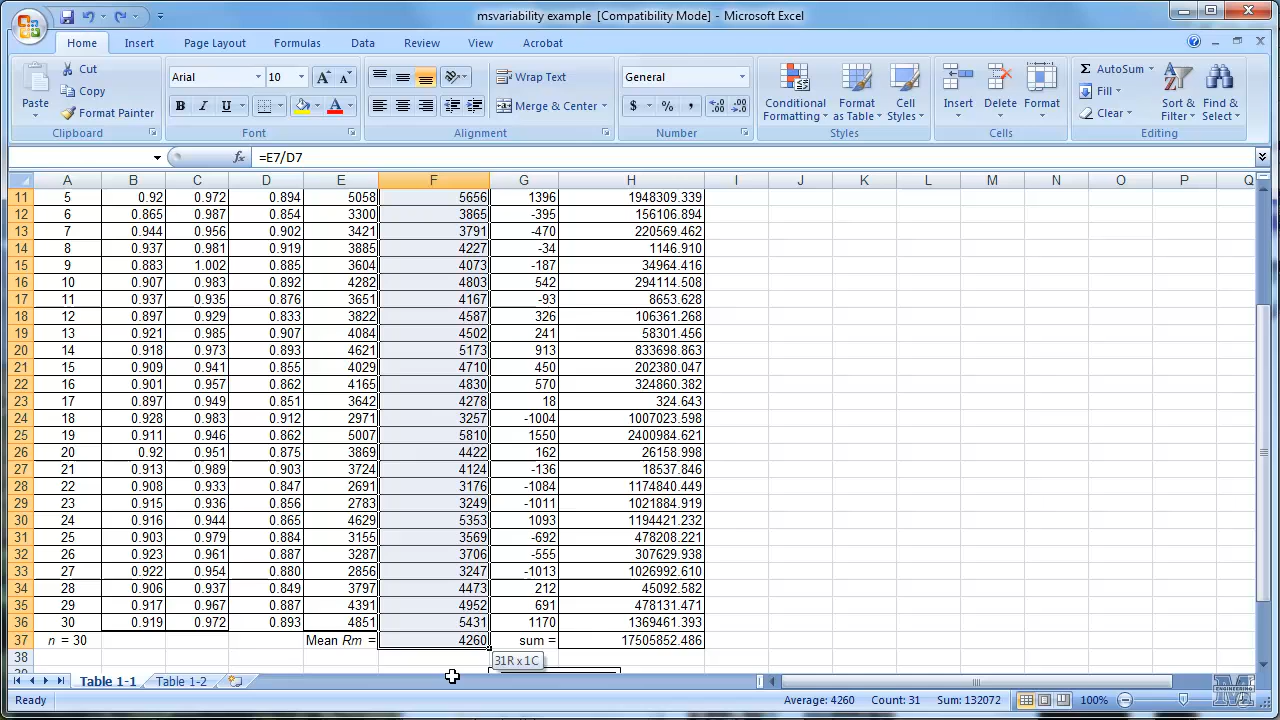 msvariability example [Compatibility Mode] - Microsoft Excel
Home Insert Page Layout Formulas Data Review View Acrobat
Paste Cut Copy Format Painter Clipboard
Arial 10 B I U A Font
Wrap Text Merge & Center Alignment
General $ % , Number
Conditional Formatting Format as Table Cell Styles Styles
Insert Delete Format Cells
Σ AutoSum Fill Clear Sort & Filter Find & Select Editing
fx =E7/D7
A B C D E F G H I J K L M N O P Q
11 5 0.92 0.972 0.894 5058 5656 1396 1948309.339
12 6 0.865 0.987 0.854 3300 3865 -395 156106.894
13 7 0.944 0.956 0.902 3421 3791 -470 220569.462
14 8 0.937 0.981 0.919 3885 4227 -34 1146.910
15 9 0.883 1.002 0.885 3604 4073 -187 34964.416
16 10 0.907 0.983 0.892 4282 4803 542 294114.508
17 11 0.937 0.935 0.876 3651 4167 -93 8653.628
18 12 0.897 0.929 0.833 3822 4587 326 106361.268
19 13 0.921 0.985 0.907 4084 4502 241 58301.456
20 14 0.918 0.973 0.893 4621 5173 913 833698.863
21 15 0.909 0.941 0.855 4029 4710 450 202380.047
22 16 0.901 0.957 0.862 4165 4830 570 324860.382
23 17 0.897 0.949 0.851 3642 4278 18 324.643
24 18 0.928 0.983 0.912 2971 3257 -1004 1007023.598
25 19 0.911 0.946 0.862 5007 5810 1550 2400984.621
26 20 0.92 0.951 0.875 3869 4422 162 26158.998
27 21 0.913 0.989 0.903 3724 4124 -136 18537.846
28 22 0.908 0.933 0.847 2691 3176 -1084 1174840.449
29 23 0.915 0.936 0.856 2783 3249 -1011 1021884.919
30 24 0.916 0.944 0.865 4629 5353 1093 1194421.232
31 25 0.903 0.979 0.884 3155 3569 -692 478208.221
32 26 0.923 0.961 0.887 3287 3706 -555 307629.938
33 27 0.922 0.954 0.880 2856 3247 -1013 1026992.610
34 28 0.906 0.937 0.849 3797 4473 212 45092.582
35 29 0.917 0.967 0.887 4391 4952 691 478131.471
36 30 0.919 0.972 0.893 4851 5431 1170 1369461.393
37 n = 30 Mean Rm = 4260 sum = 17505852.486
38
31R x 1C
Table 1-1 Table 1-2
Ready Average: 4260 Count: 31 Sum: 132072 100%